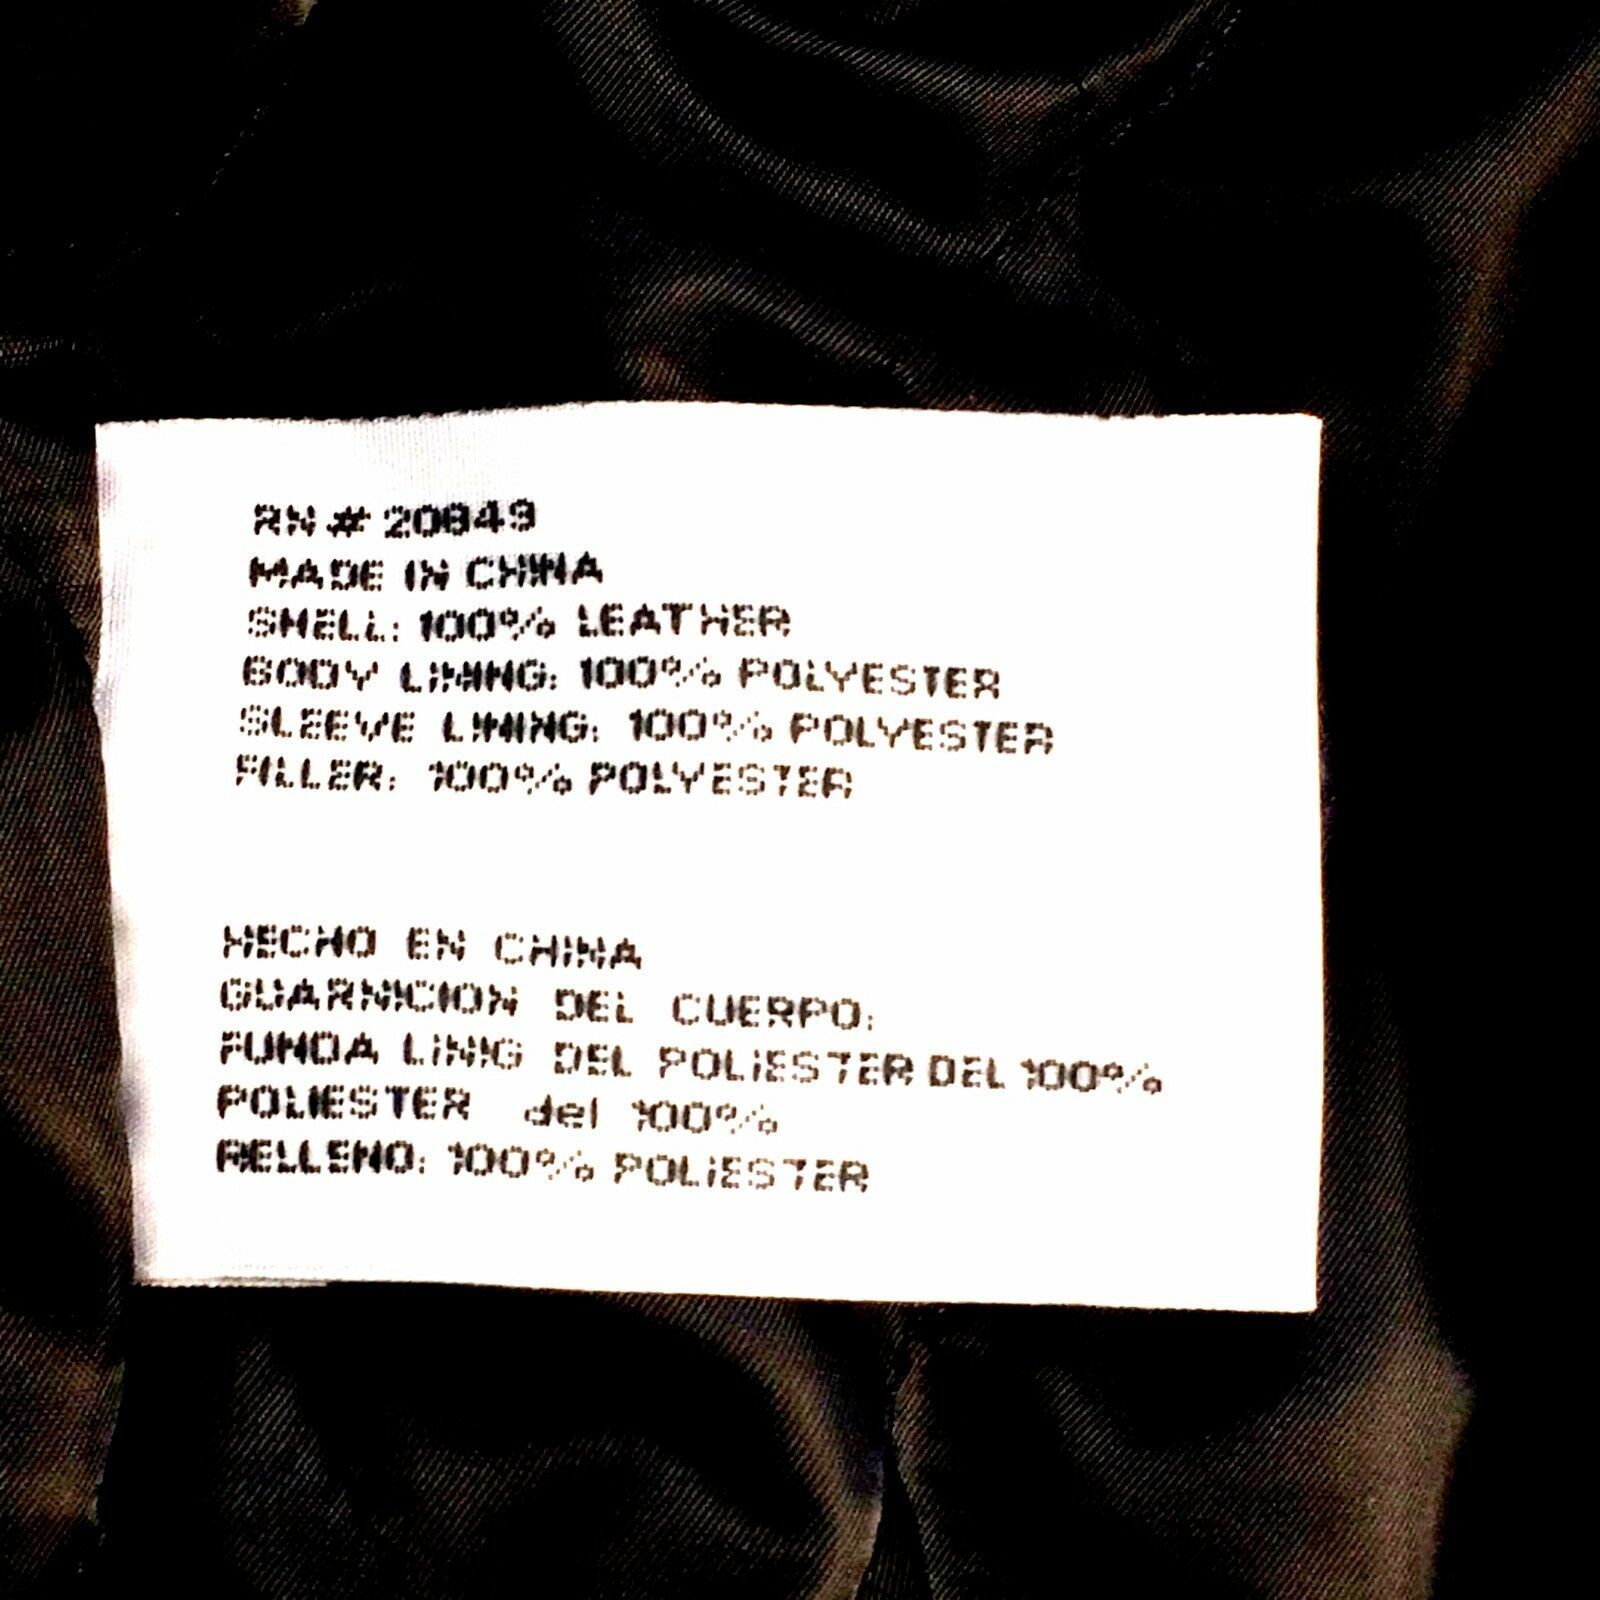 RN # 20849
MADE IN CHINA
SHELL: 100% LEATHER
BODY LINING: 100% POLYESTER
SLEEVE LINING: 100% POLYESTER
FILLER: 100% POLYESTER
HECHO EN CHINA
GUARNICION DEL CUERPO:
FUNDA LINIG DEL POLIESTER DEL 100%
POLIESTER del 100%
RELLENO: 100% POLIESTER